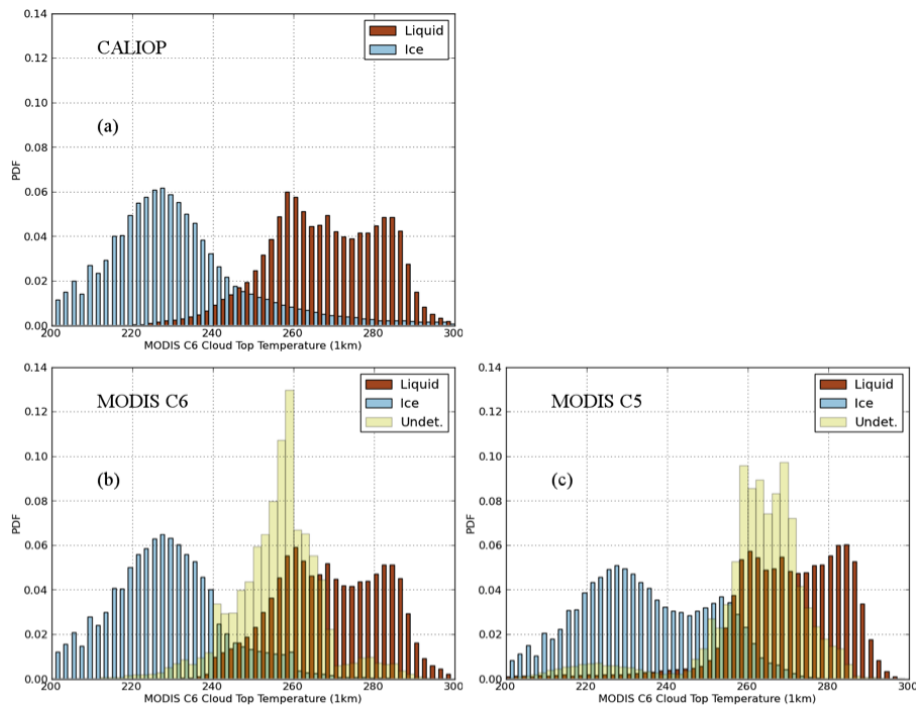 0.14
0.12
0.10
0.08
0.06
0.04
0.02
0.00
PDF
CALIOP
(a)
Liquid
Ice
200 220 240 260 280 300
MODIS C6 Cloud Top Temperature (1km)
0.14
0.12
0.10
0.08
0.06
0.04
0.02
0.00
PDF
MODIS C6
(b)
Liquid
Ice
Undet.
200 220 240 260 280 300
MODIS C6 Cloud Top Temperature (1km)
0.14
0.12
0.10
0.08
0.06
0.04
0.02
0.00
PDF
MODIS C5
(c)
Liquid
Ice
Undet.
200 220 240 260 280 300
MODIS C6 Cloud Top Temperature (1km)